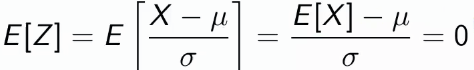 E[Z] = E [ (X − μ) / σ ] = (E[X] − μ) / σ = 0